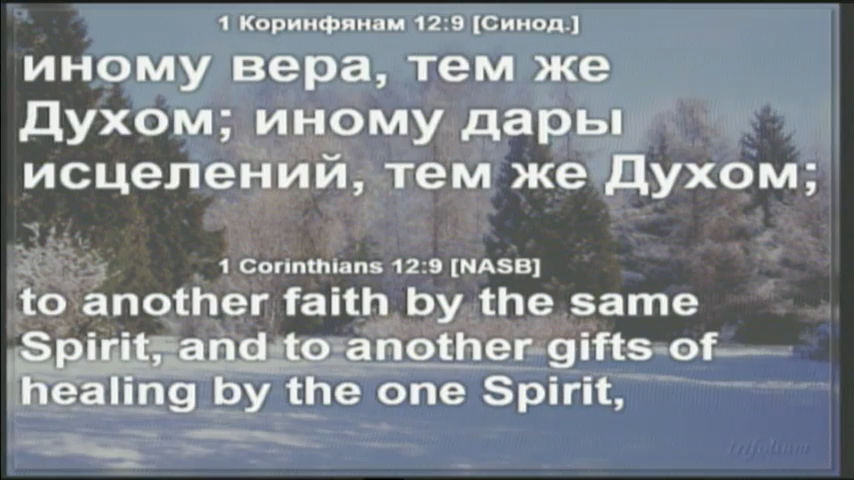 1 Коринфянам 12:9 [Синод.]
иному вера, тем же
Духом; иному дары
исцелений, тем же Духом;
1 Corinthians 12:9 [NASB]
to another faith by the same
Spirit, and to another gifts of
healing by the one Spirit,
trifolium